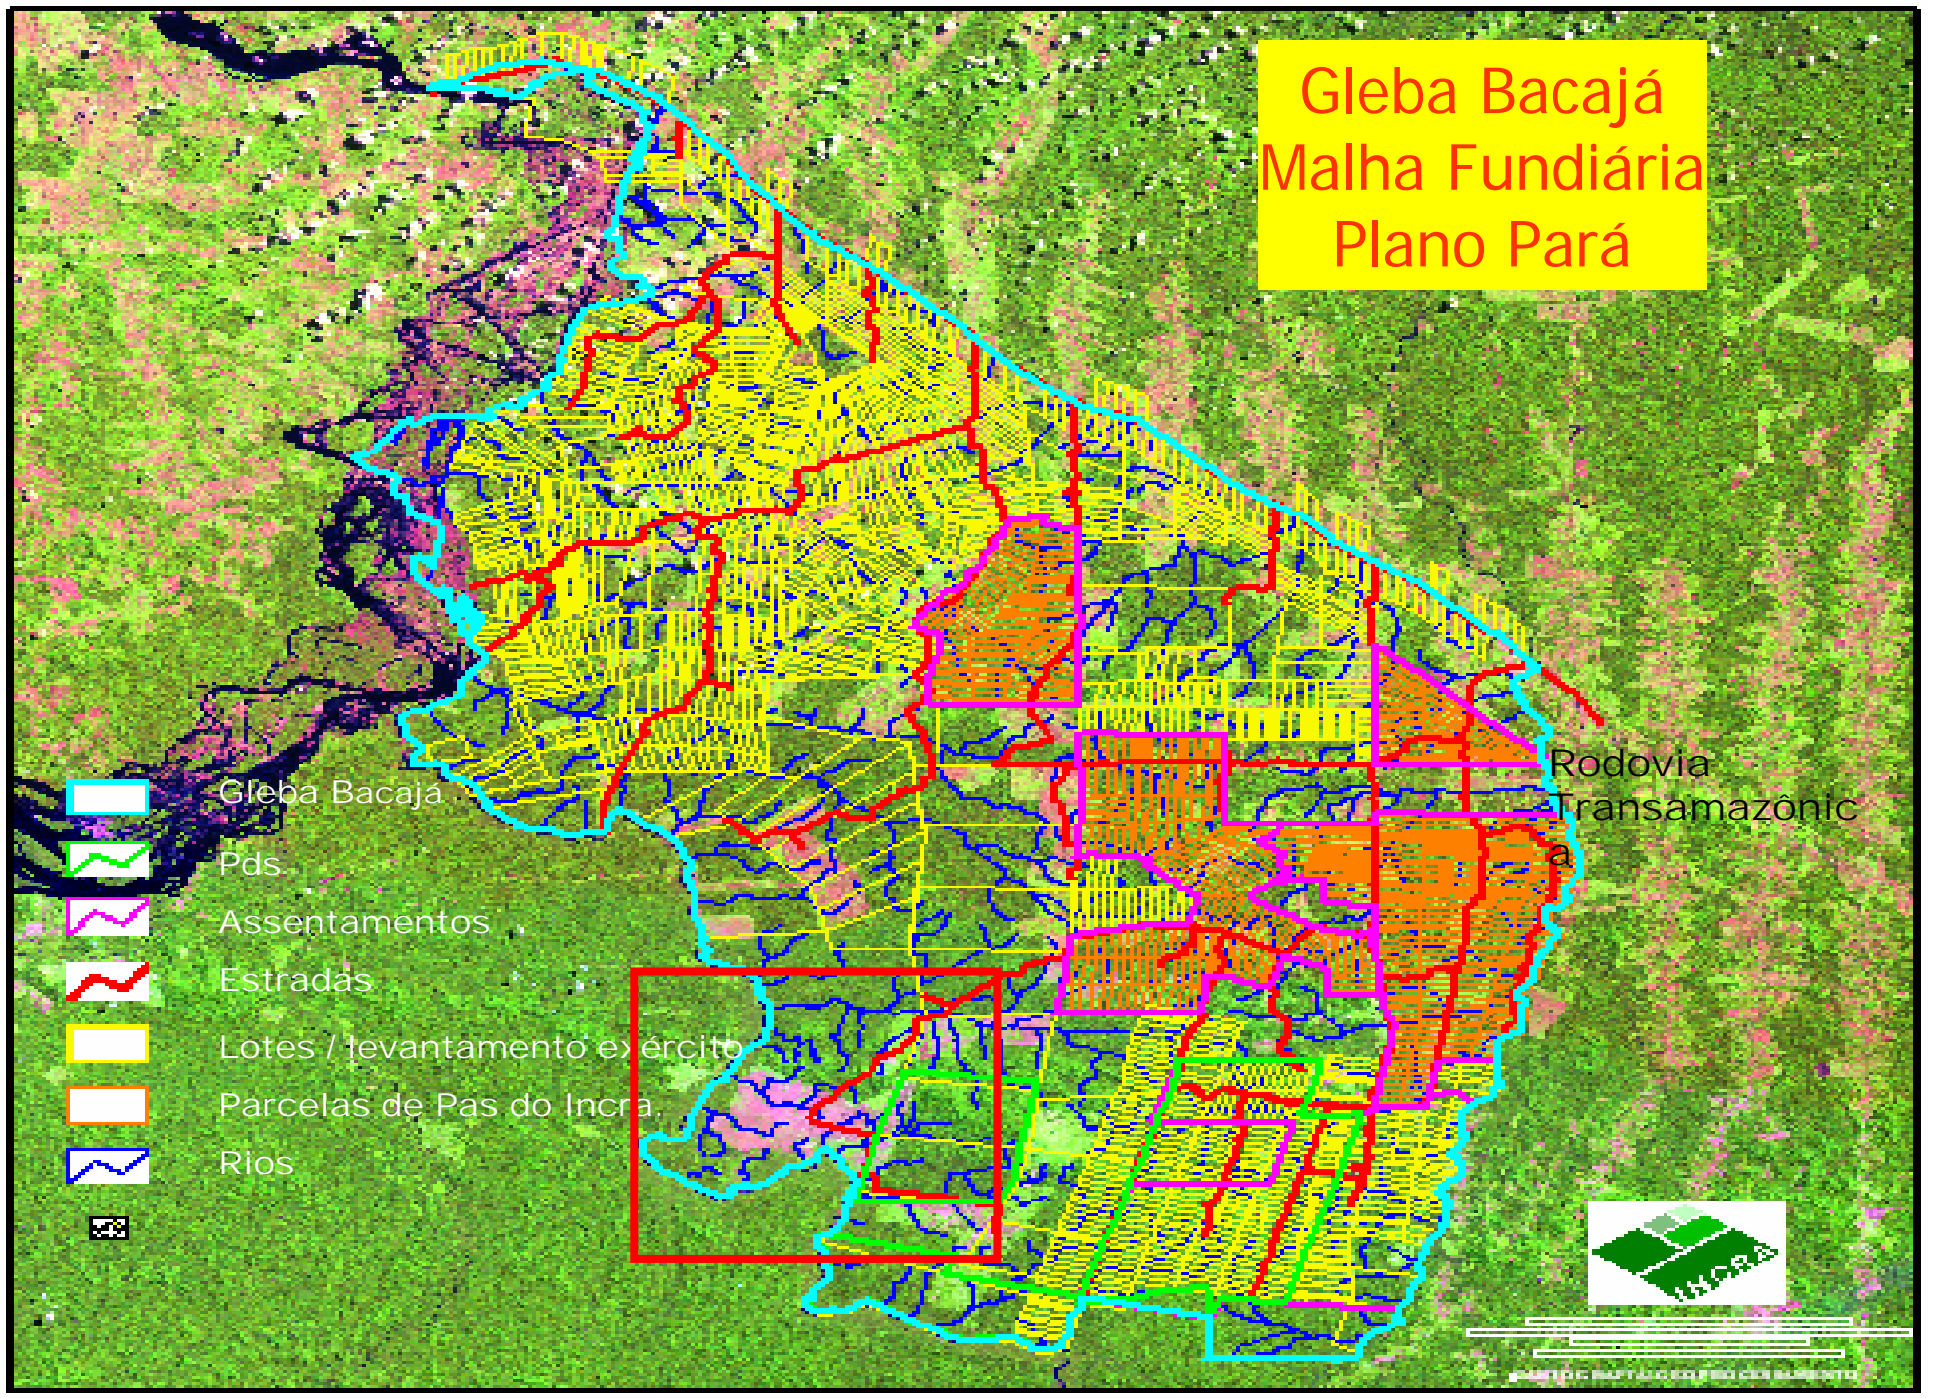 Gleba Bacajá
Malha Fundiária
Plano Pará
Rodovia
Transamazônic
a
Gleba Bacajá
Pds.
Assentamentos
Estradas
Lotes / levantamento exército
Parcelas de Pas do Incra.
Rios
INCRA